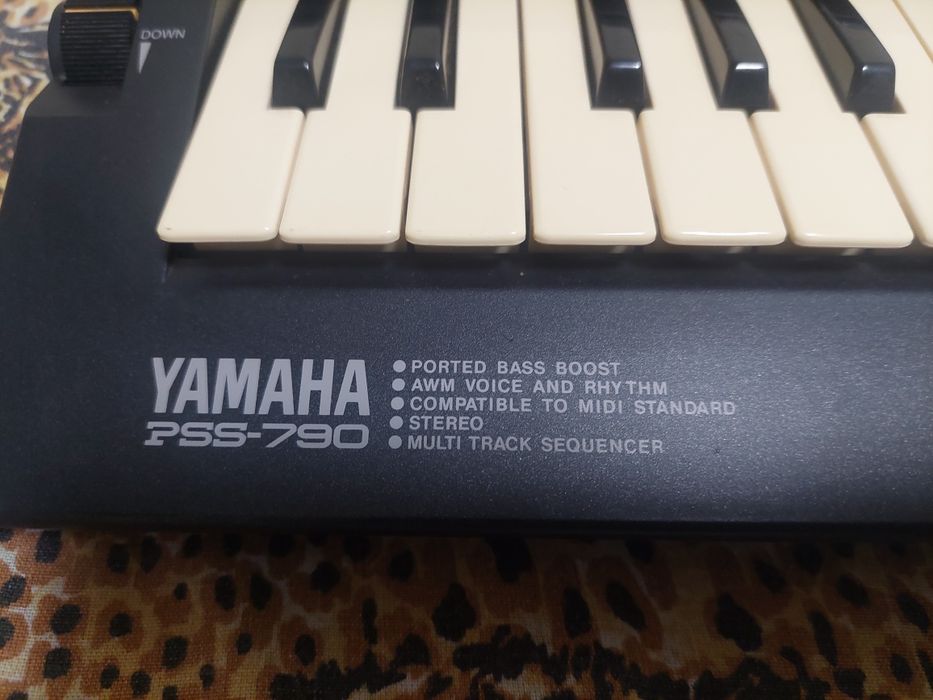 DOWN
YAMAHA
PSS-790
● PORTED BASS BOOST
● AWM VOICE AND RHYTHM
● COMPATIBLE TO MIDI STANDARD
● STEREO
● MULTI TRACK SEQUENCER